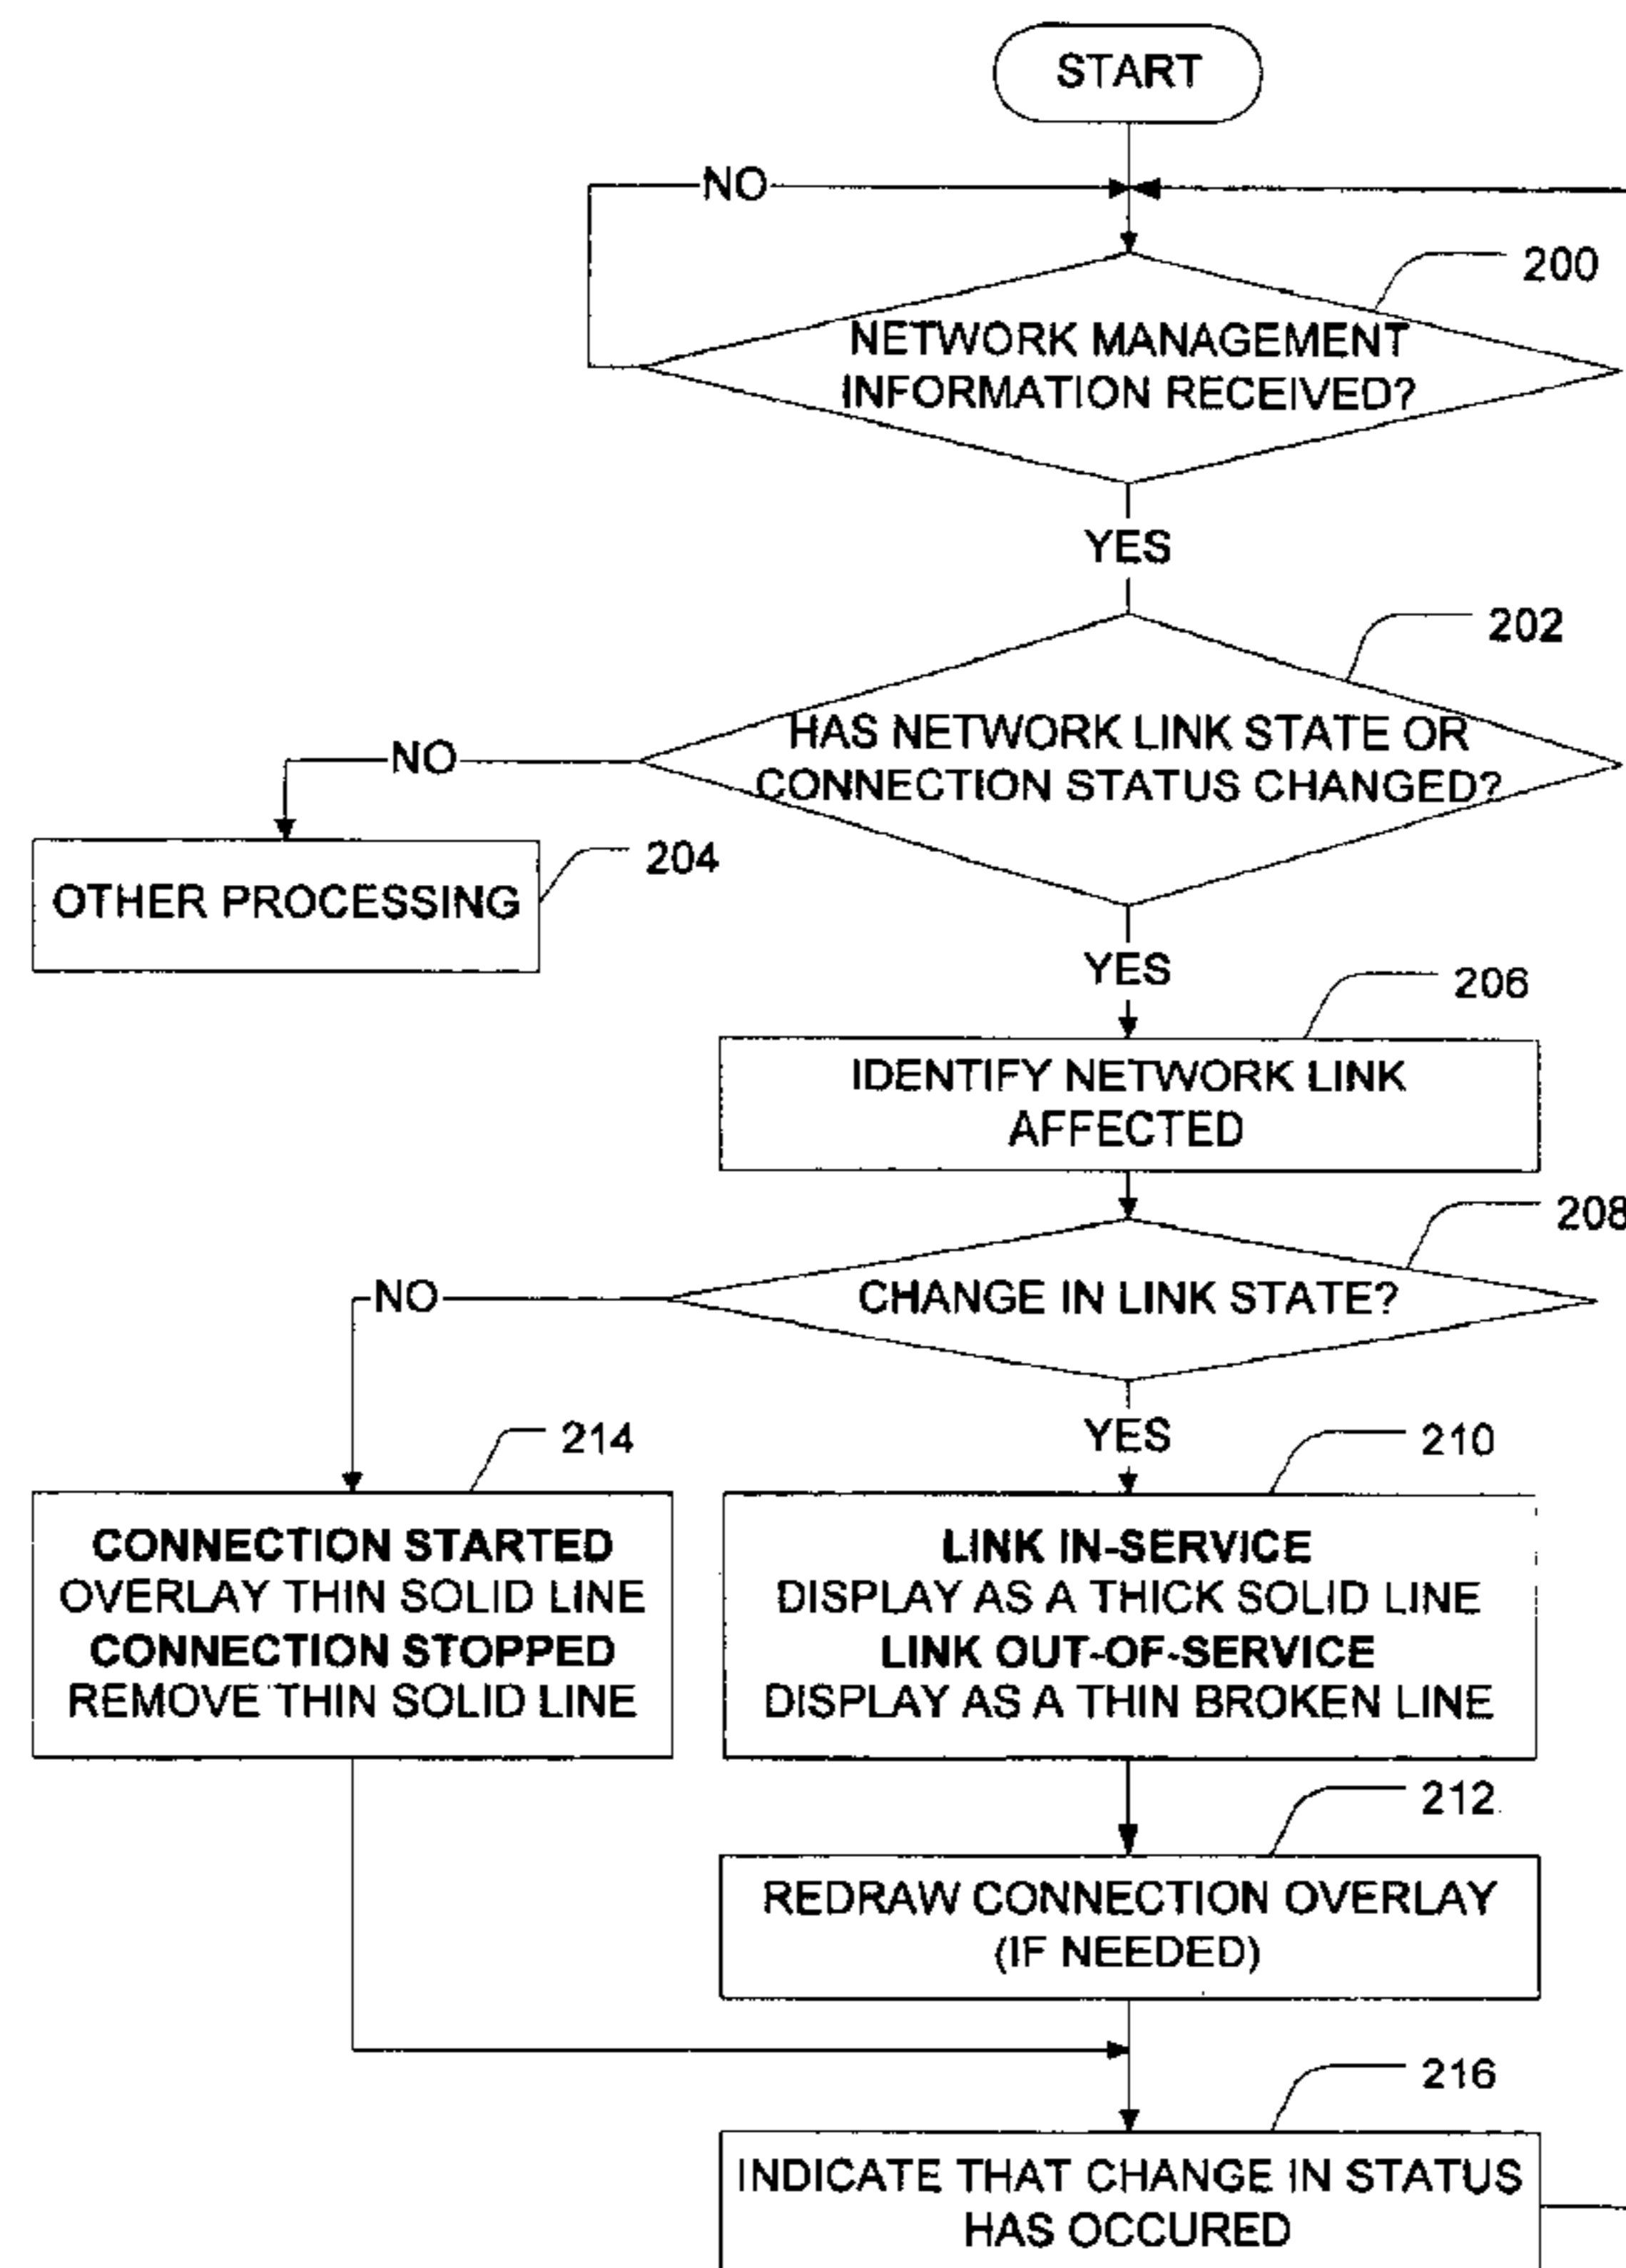 START
NO
200
NETWORK MANAGEMENT
INFORMATION RECEIVED?
YES
202
HAS NETWORK LINK STATE OR
CONNECTION STATUS CHANGED?
NO
204
OTHER PROCESSING
YES
206
IDENTIFY NETWORK LINK
AFFECTED
208
CHANGE IN LINK STATE?
NO
YES
214
210
CONNECTION STARTED
OVERLAY THIN SOLID LINE
CONNECTION STOPPED
REMOVE THIN SOLID LINE
LINK IN-SERVICE
DISPLAY AS A THICK SOLID LINE
LINK OUT-OF-SERVICE
DISPLAY AS A THIN BROKEN LINE
212
REDRAW CONNECTION OVERLAY
(IF NEEDED)
216
INDICATE THAT CHANGE IN STATUS
HAS OCCURED